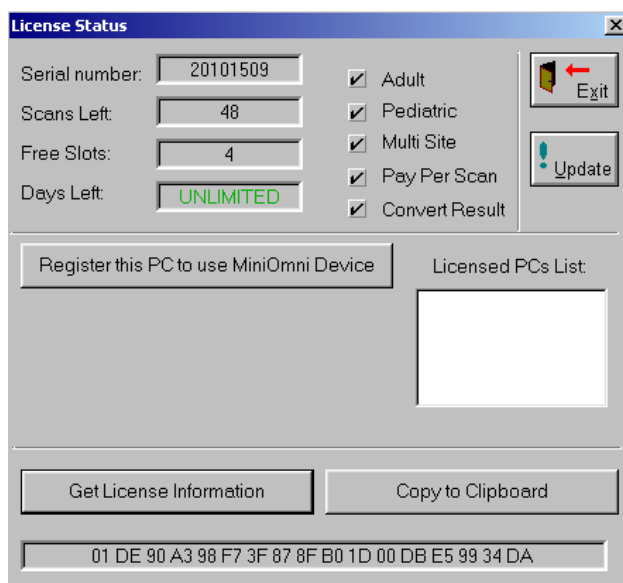 License Status
Serial number: 20101509
Scans Left: 48
Free Slots: 4
Days Left: UNLIMITED
Adult
Pediatric
Multi Site
Pay Per Scan
Convert Result
Exit
Update
Register this PC to use MiniOmni Device
Licensed PCs List:
Get License Information
Copy to Clipboard
01 DE 90 A3 98 F7 3F 87 8F B0 1D 00 DB E5 99 34 DA